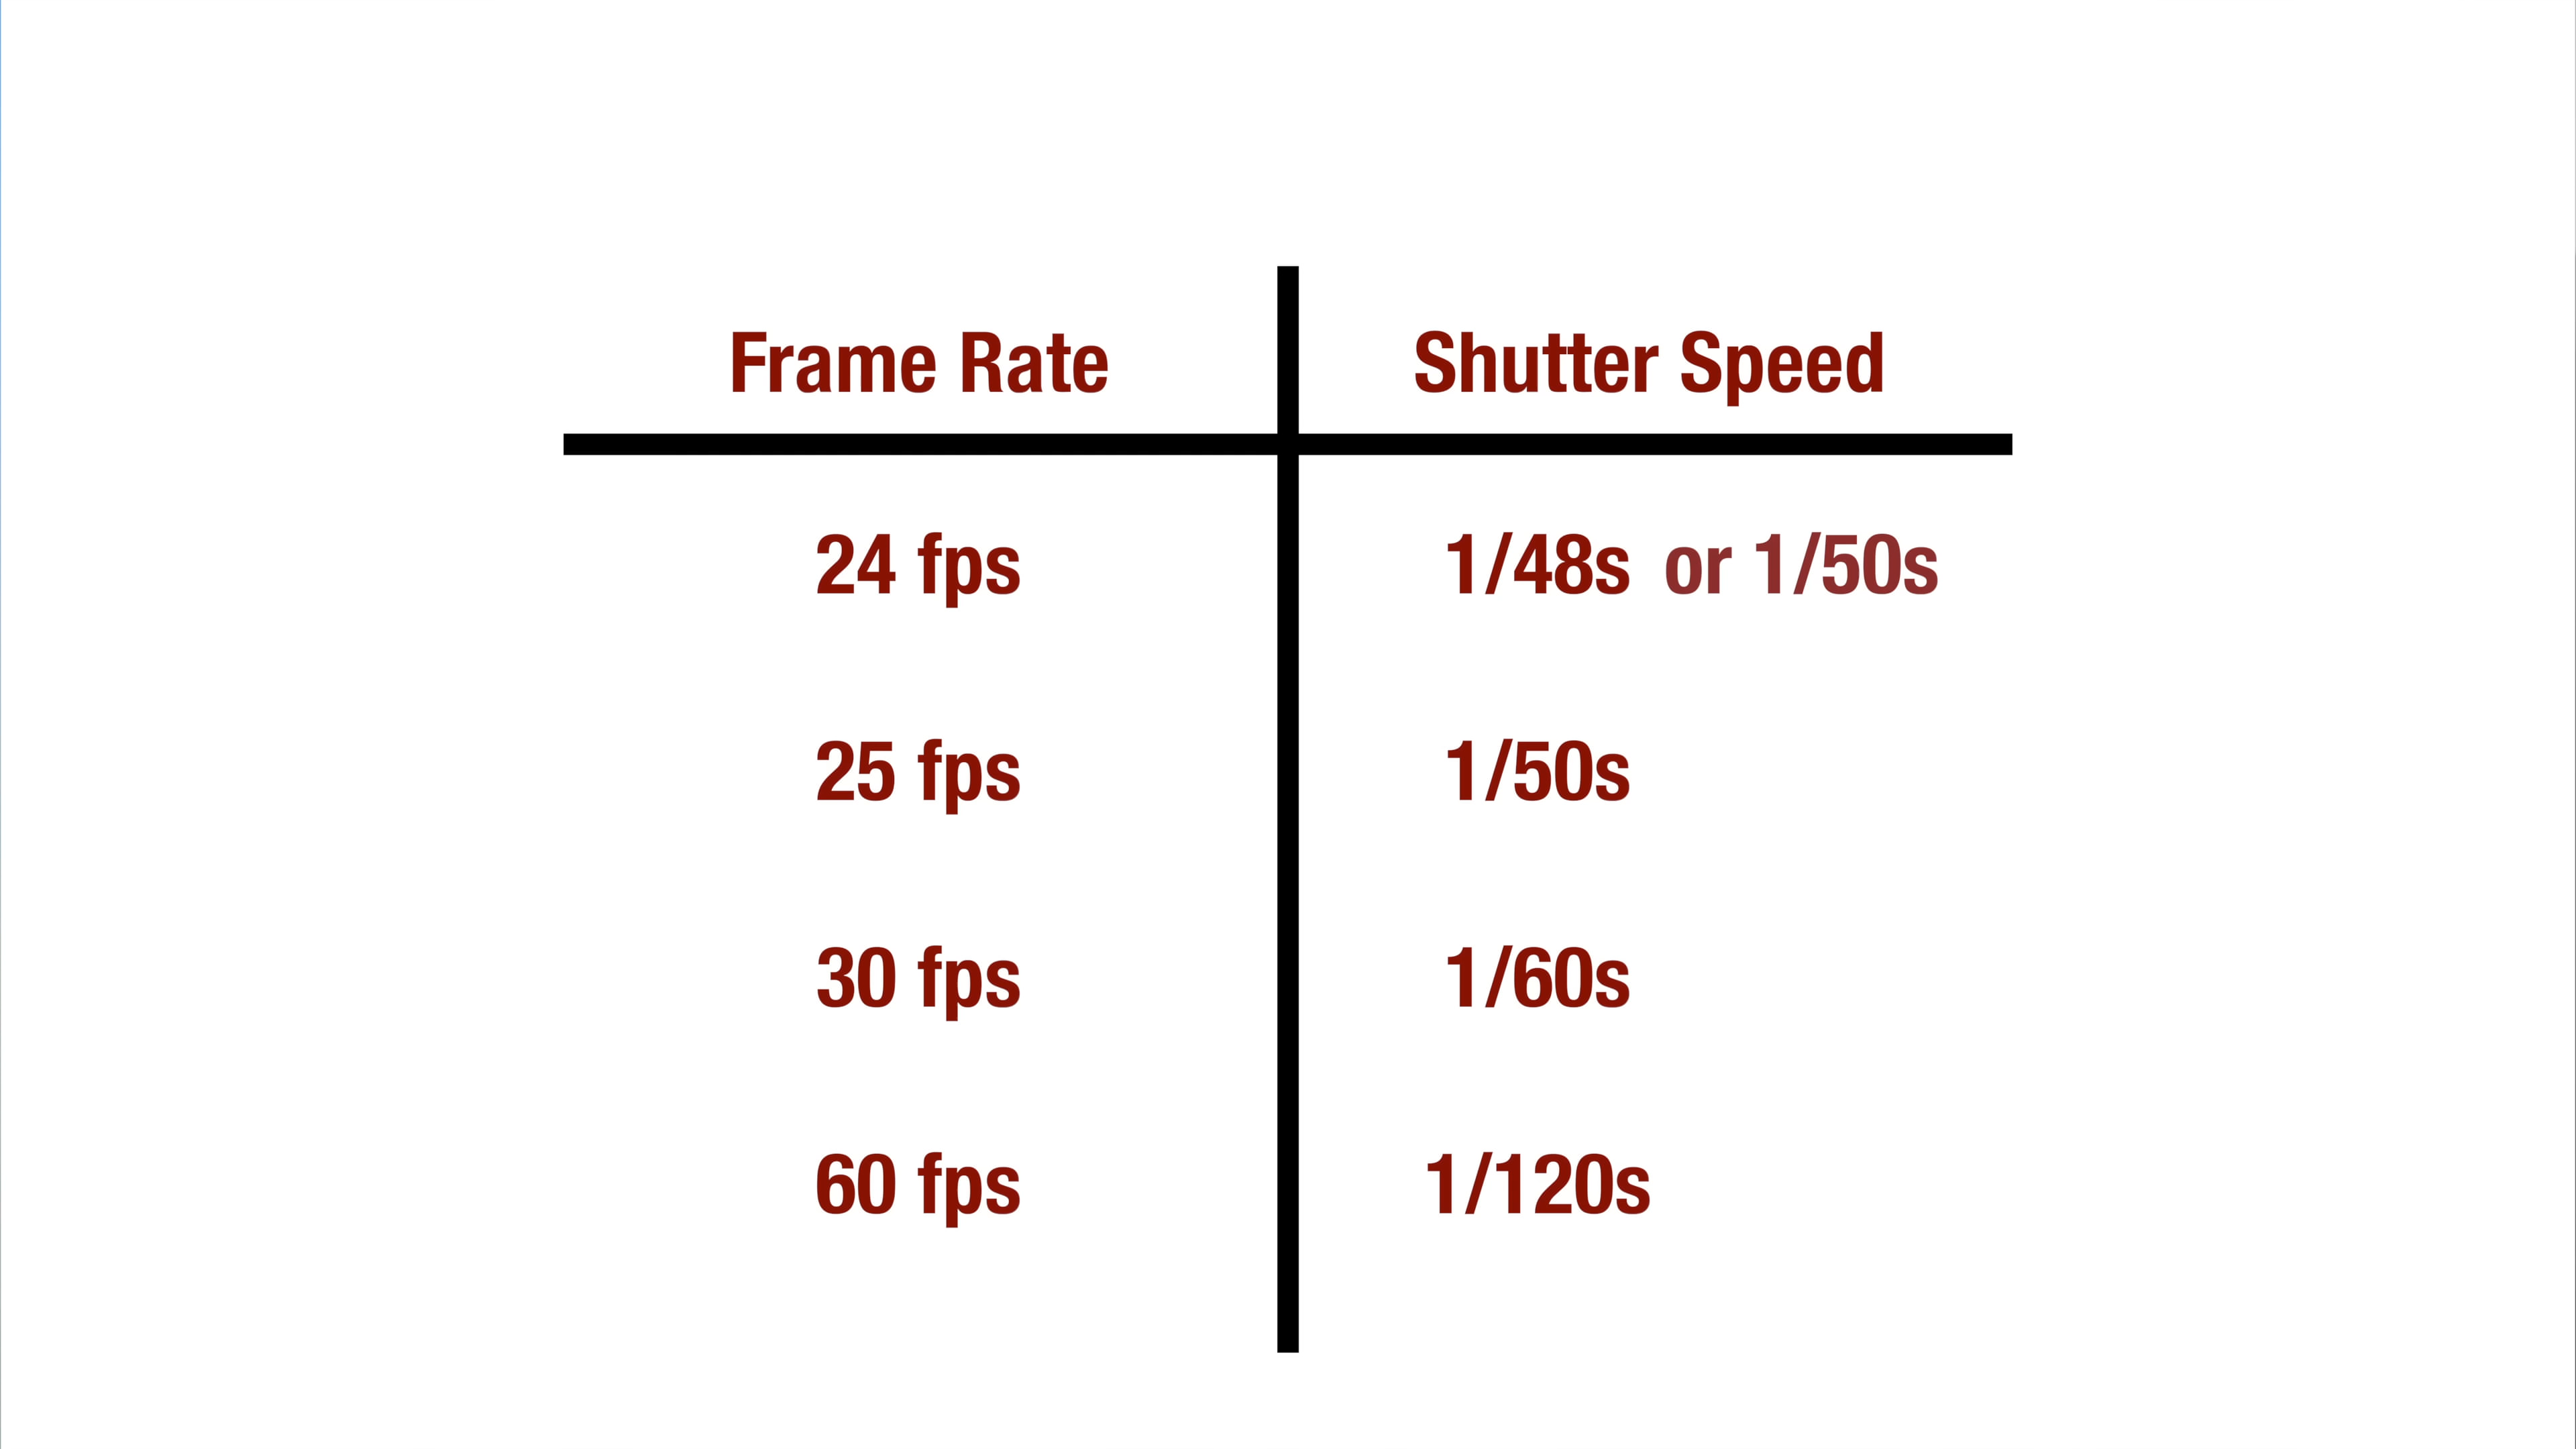 Frame Rate Shutter Speed
24 fps 1/48s or 1/50s
25 fps 1/50s
30 fps 1/60s
60 fps 1/120s